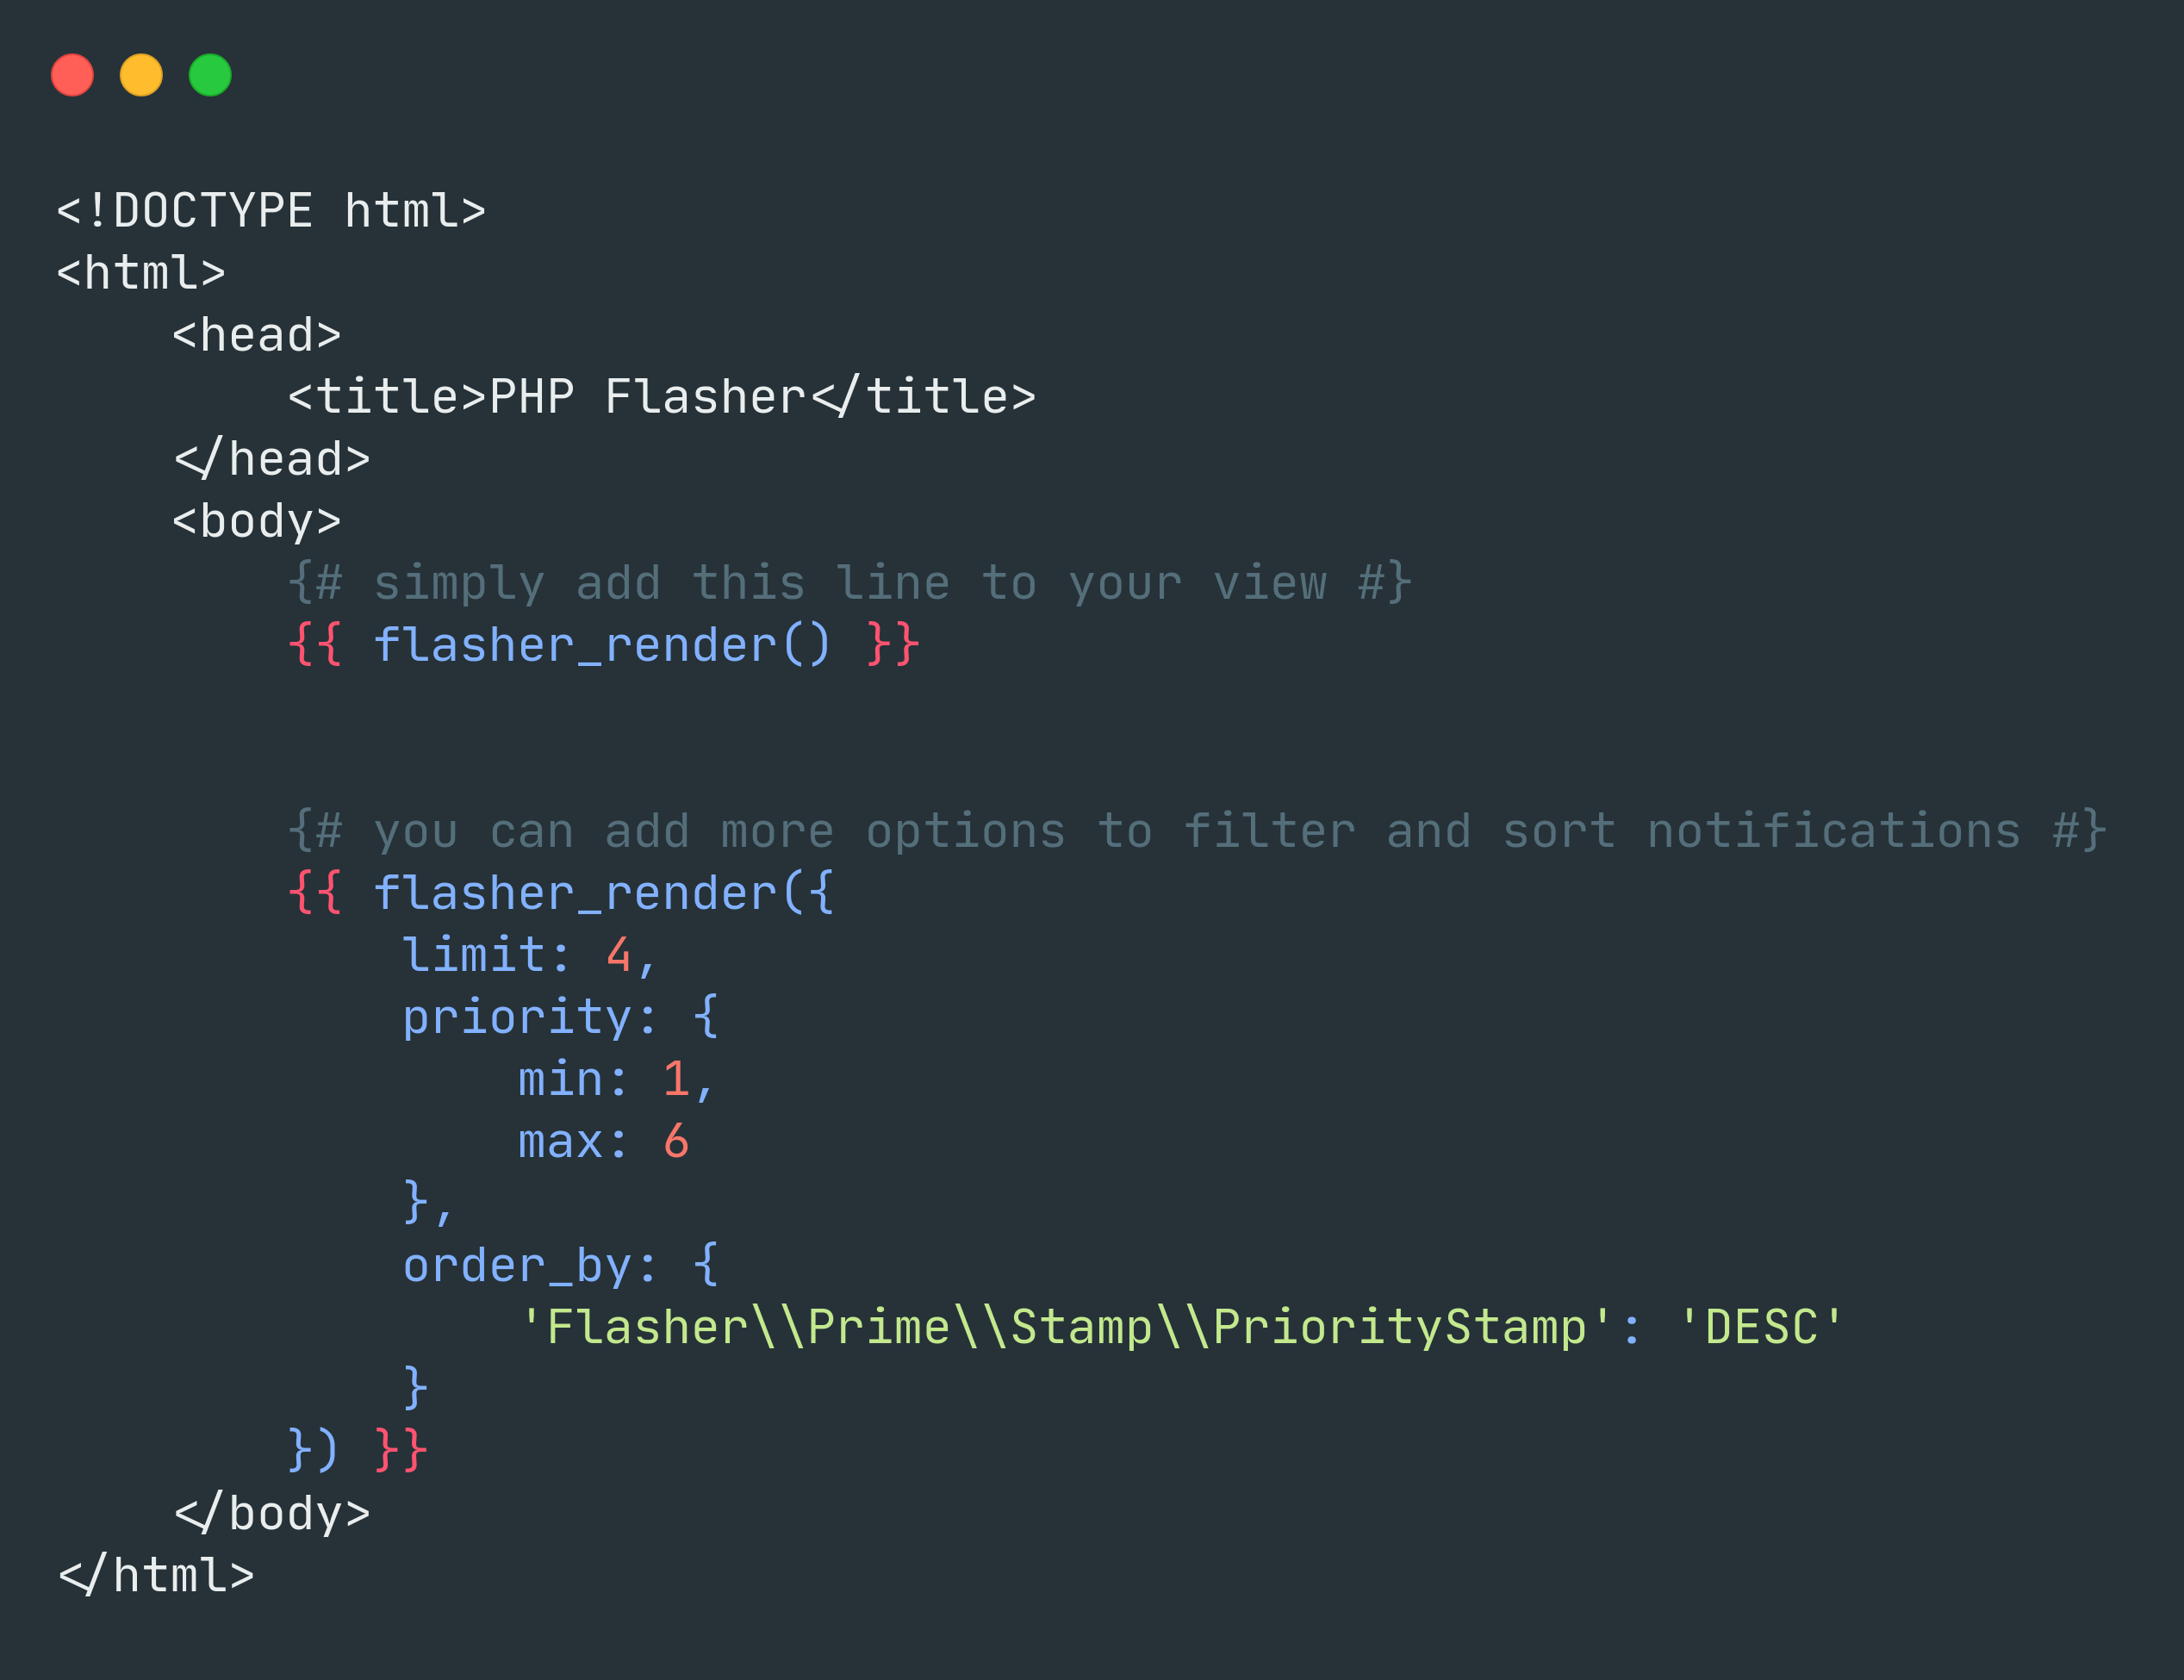 <!DOCTYPE html>
<html>
    <head>
        <title>PHP Flasher</title>
    </head>
    <body>
        {# simply add this line to your view #}
        {{ flasher_render() }}

        {# you can add more options to filter and sort notifications #}
        {{ flasher_render({
            limit: 4,
            priority: {
                min: 1,
                max: 6
            },
            order_by: {
                'Flasher\\Prime\\Stamp\\PriorityStamp': 'DESC'
            }
        }) }}
    </body>
</html>